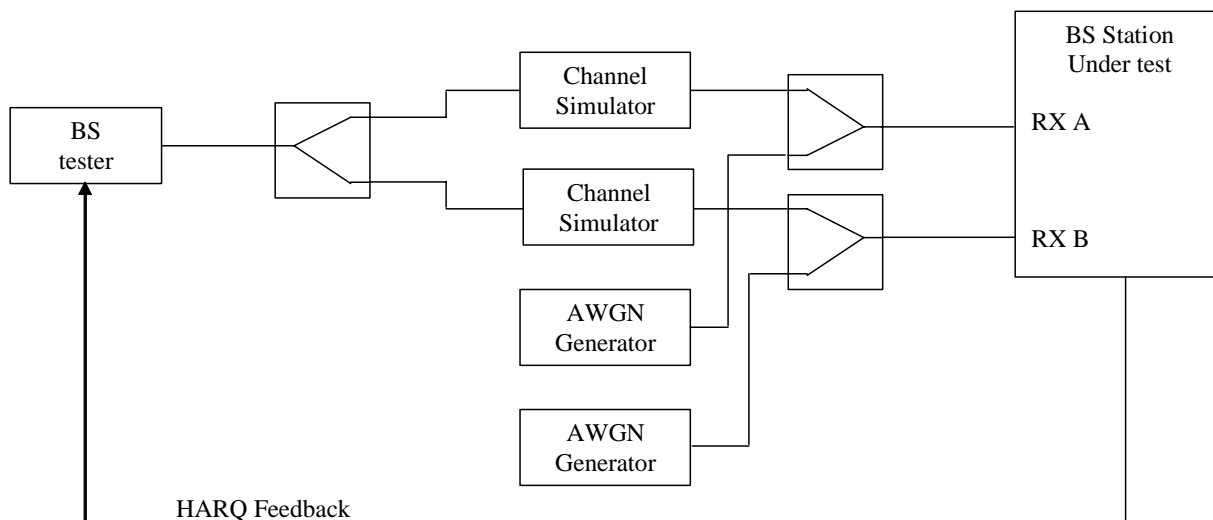 BS Station
Under test
Channel
Simulator
BS
tester
RX A
Channel
Simulator
RX B
AWGN
Generator
AWGN
Generator
HARQ Feedback